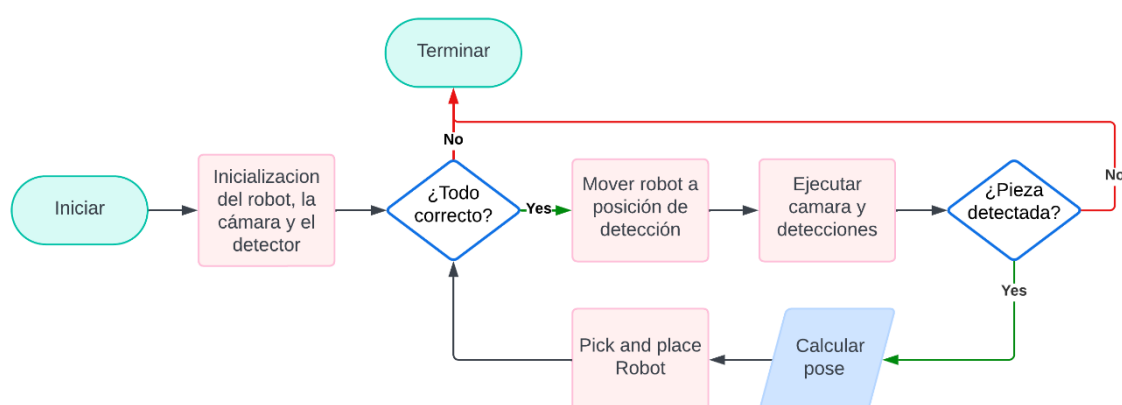 Terminar
No
Iniciar
Inicializacion
del robot, la
cámara y el
detector
¿Todo
correcto?
Yes
Mover robot a
posición de
detección
Ejecutar
camara y
detecciones
¿Pieza
detectada?
No
Yes
Pick and place
Robot
Calcular
pose